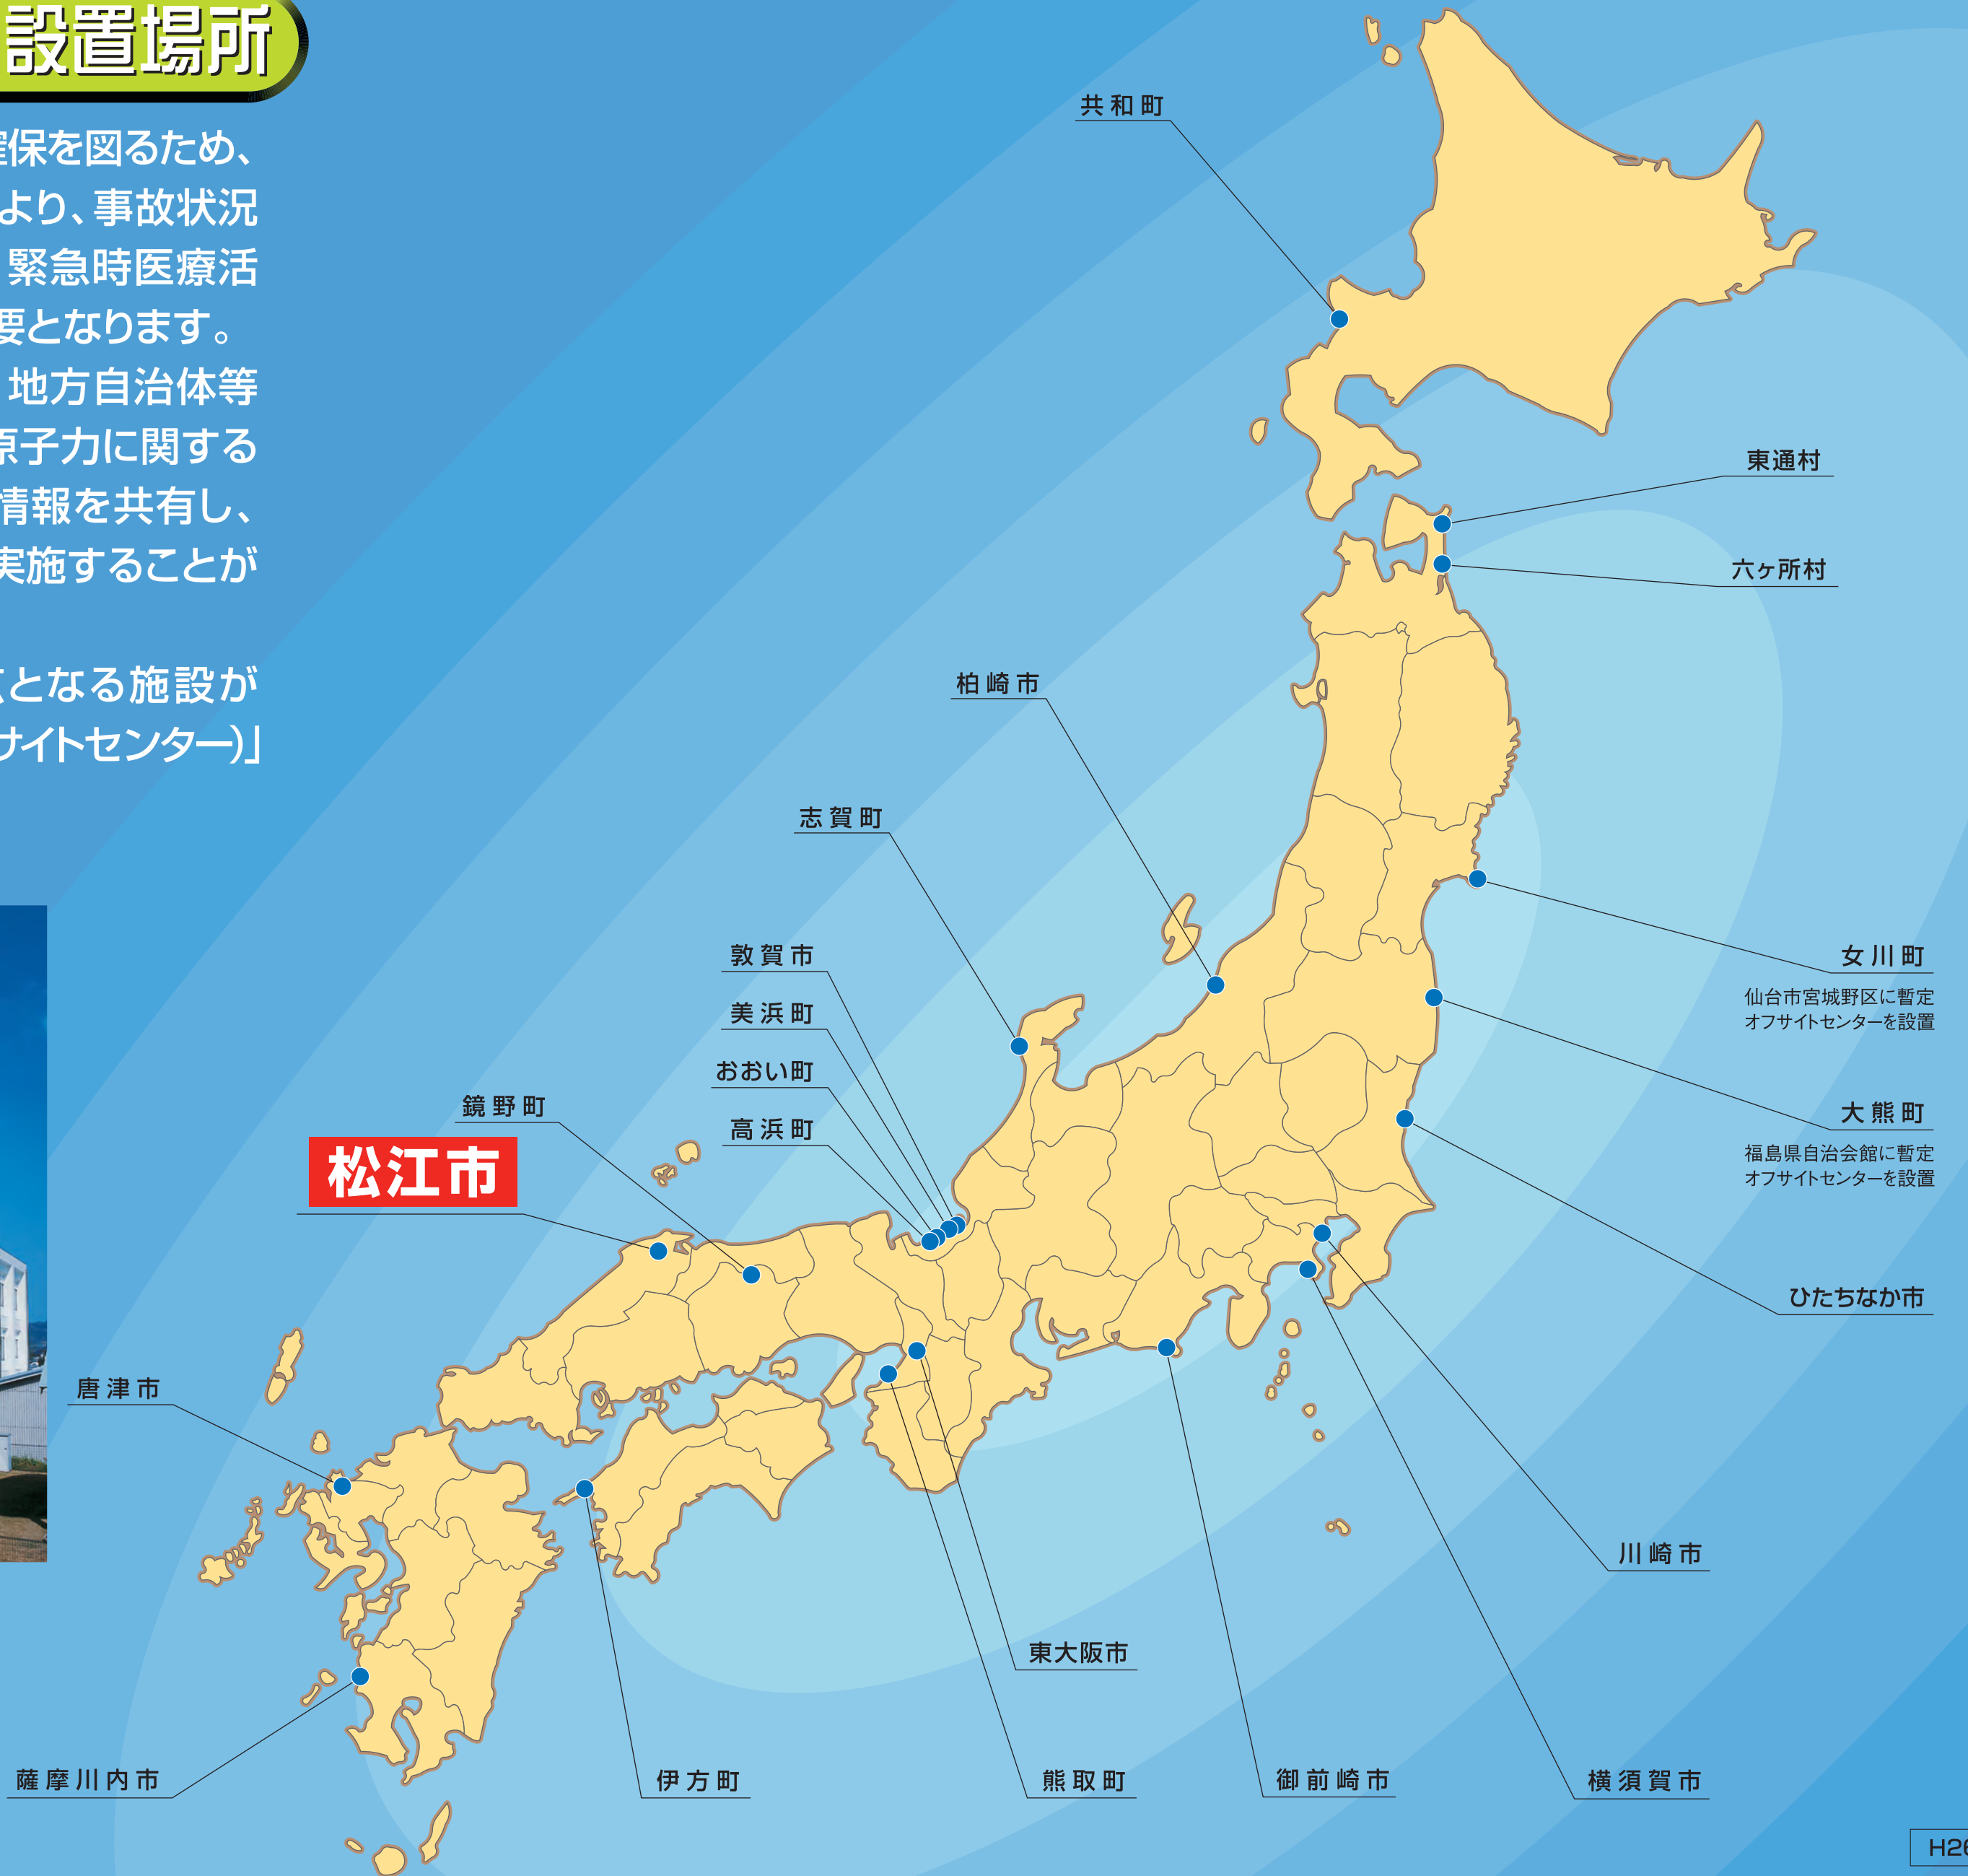 設置場所
確保を図るため、
より、事故状況
緊急時医療活
要となります。
地方自治体等
原子力に関する
情報を共有し、
実施することが
となる施設が
サイトセンター)」
共和町
東通村
六ヶ所村
柏崎市
志賀町
敦賀市
美浜町
おおい町
高浜町
鏡野町
松江市
女川町
仙台市宮城野区に暫定
オフサイトセンターを設置
大熊町
福島県自治会館に暫定
オフサイトセンターを設置
ひたちなか市
川崎市
唐津市
東大阪市
薩摩川内市
伊方町
熊取町
御前崎市
横須賀市
H26